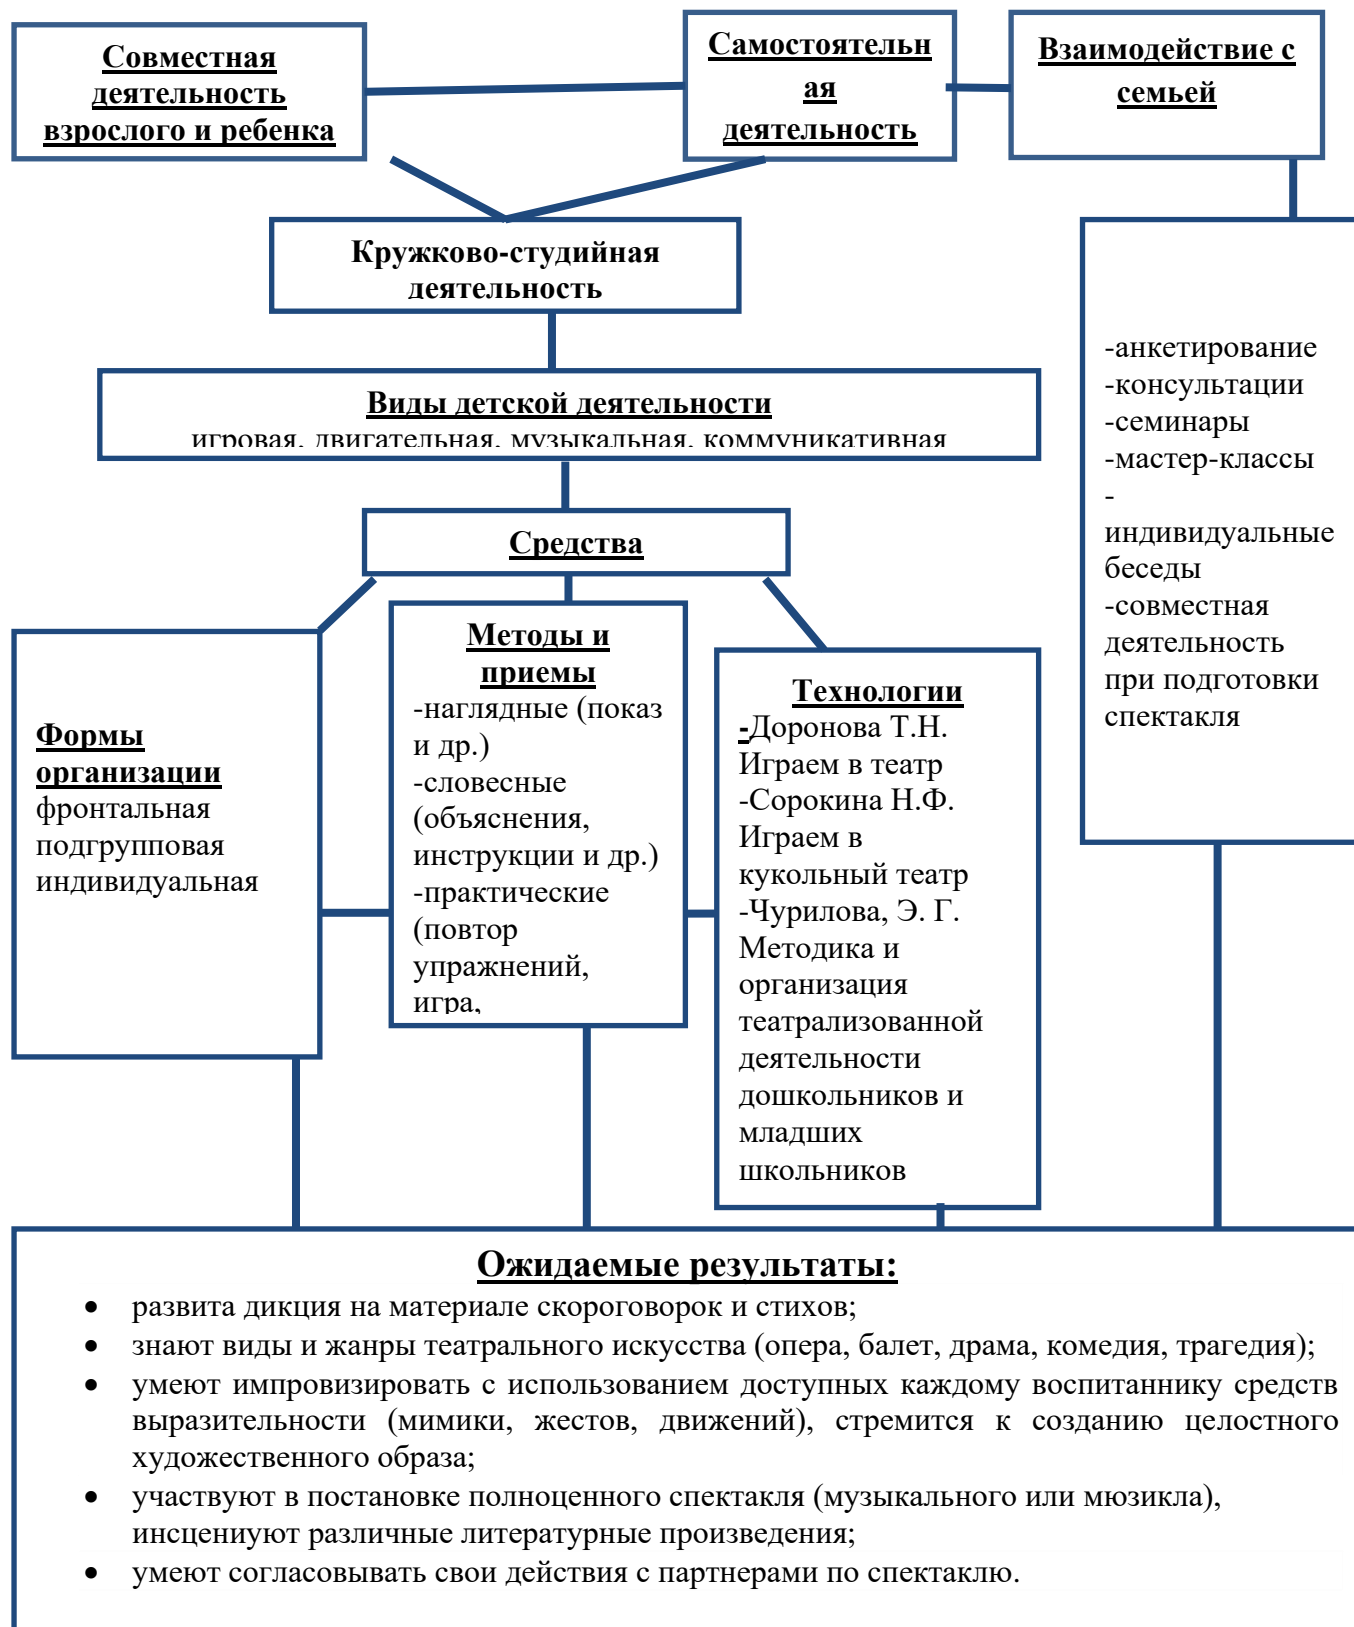 Совместная
деятельность
взрослого и ребенка
Самостоятельн
ая
деятельность
Взаимодействие с
семьей
Кружково-студийная
деятельность
Виды детской деятельности
игровая, двигательная, музыкальная, коммуникативная
Средства
Формы
организации
фронтальная
подгрупповая
индивидуальная
Методы и
приемы
-наглядные (показ
и др.)
-словесные
(объяснения,
инструкции и др.)
-практические
(повтор
упражнений,
игра,
Технологии
-Доронова Т.Н.
Играем в театр
-Сорокина Н.Ф.
Играем в
кукольный театр
-Чурилова, Э. Г.
Методика и
организация
театрализованной
деятельности
дошкольников и
младших
школьников
-анкетирование
-консультации
-семинары
-мастер-классы
-
индивидуальные
беседы
-совместная
деятельность
при подготовки
спектакля
Ожидаемые результаты:
• развита дикция на материале скороговорок и стихов;
• знают виды и жанры театрального искусства (опера, балет, драма, комедия, трагедия);
• умеют импровизировать с использованием доступных каждому воспитаннику средств
выразительности (мимики, жестов, движений), стремится к созданию целостного
художественного образа;
• участвуют в постановке полноценного спектакля (музыкального или мюзикла),
инсцениуют различные литературные произведения;
• умеют согласовывать свои действия с партнерами по спектаклю.